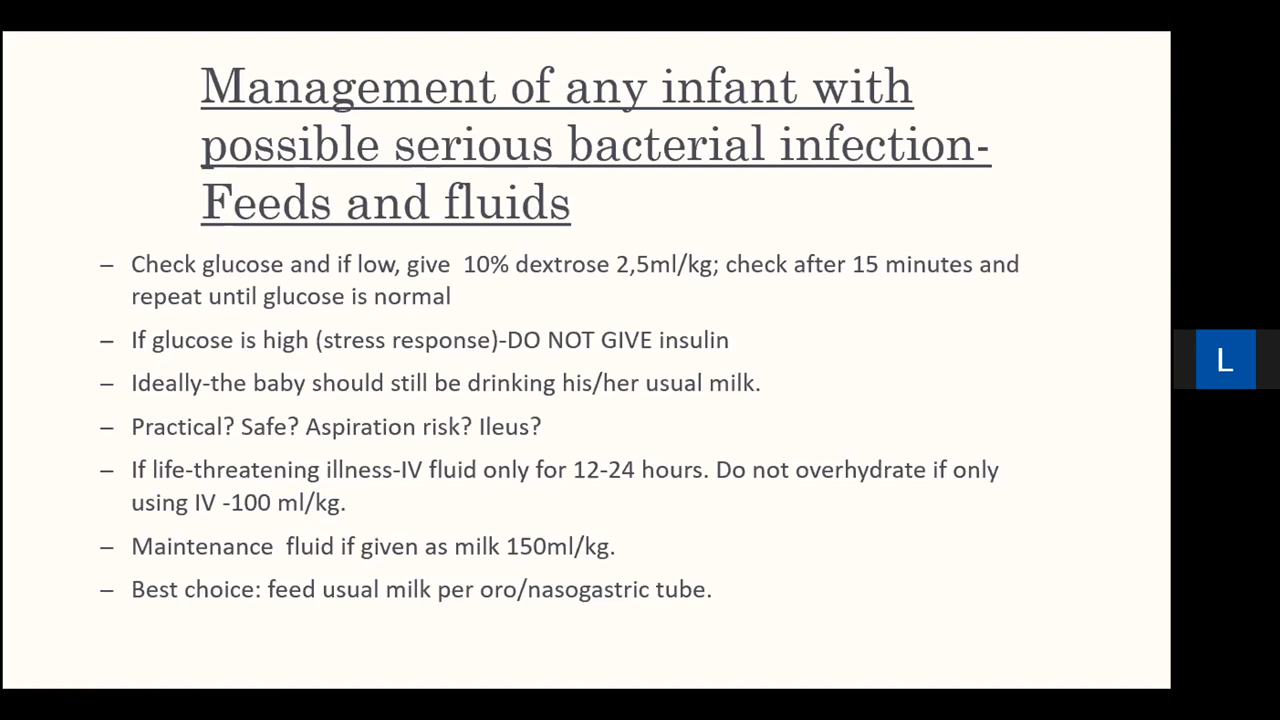 Management of any infant with
possible serious bacterial infection-
Feeds and fluids
– Check glucose and if low, give 10% dextrose 2,5ml/kg; check after 15 minutes and
repeat until glucose is normal
– If glucose is high (stress response)-DO NOT GIVE insulin
– Ideally-the baby should still be drinking his/her usual milk.
– Practical? Safe? Aspiration risk? Ileus?
– If life-threatening illness-IV fluid only for 12-24 hours. Do not overhydrate if only
using IV -100 ml/kg.
– Maintenance fluid if given as milk 150ml/kg.
– Best choice: feed usual milk per oro/nasogastric tube.
L